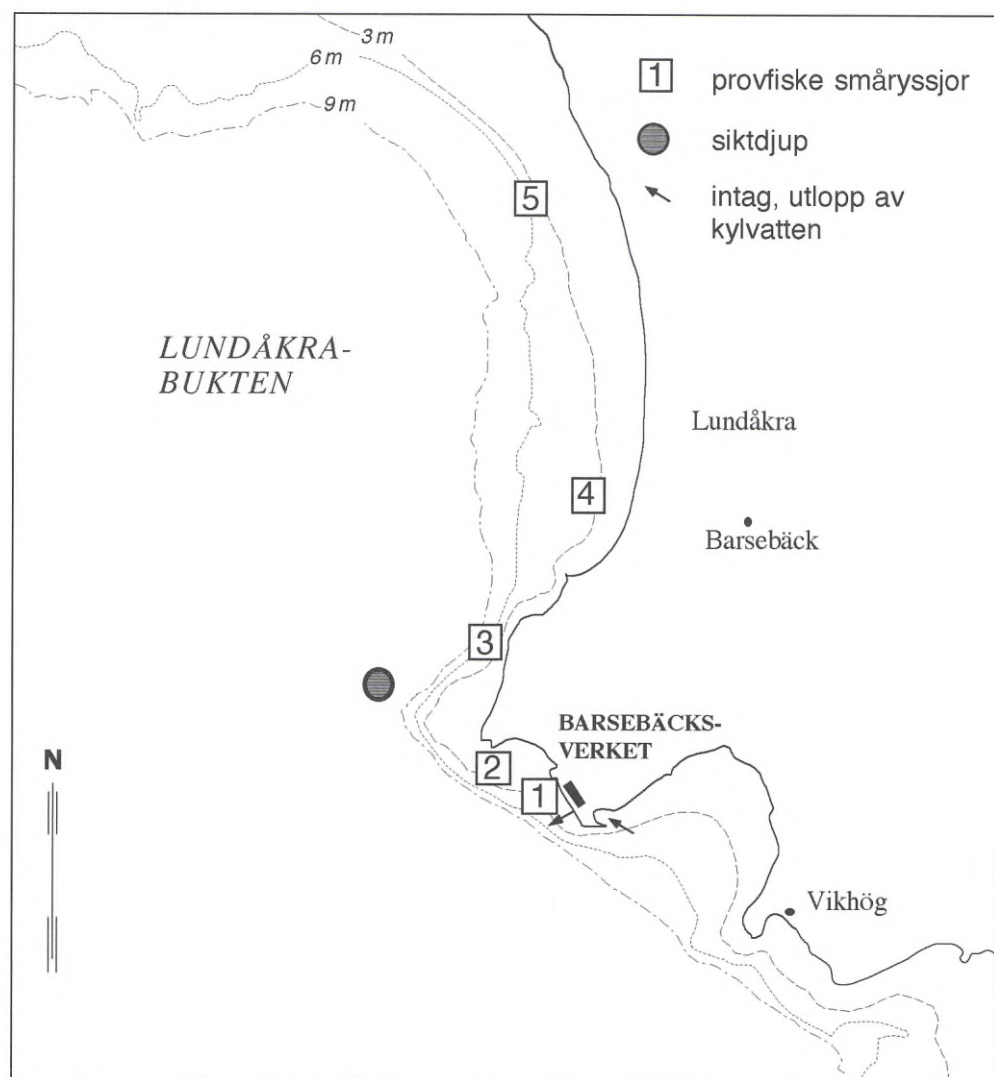 3 m
6 m
9 m
1 provfiske småryssjor
siktdjup
intag, utlopp av
kylvatten
5
LUNDÅKRA-
BUKTEN
Lundåkra
4
Barsebäck
3
BARSEBÄCKS-
VERKET
N
2
1
Vikhög